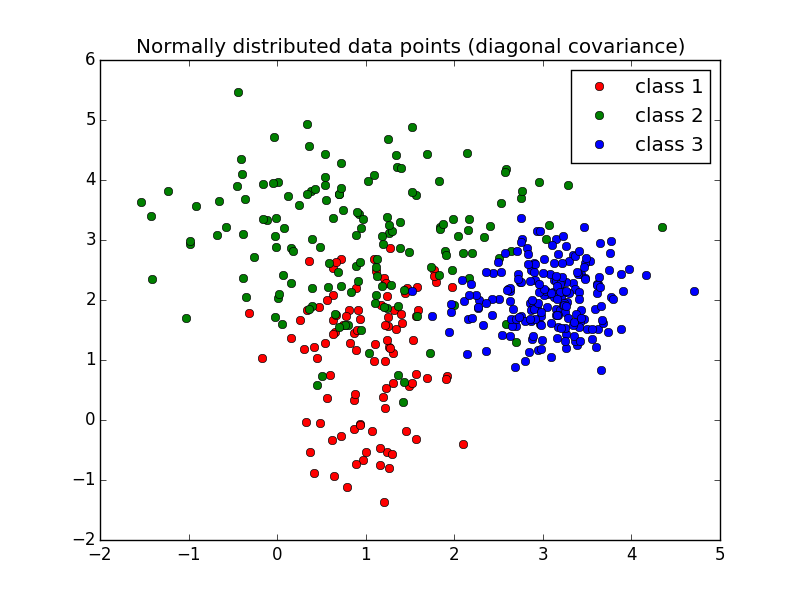 Normally distributed data points (diagonal covariance)
6
5
4
3
2
1
0
−1
−2
class 1
class 2
class 3
−2 −1 0 1 2 3 4 5